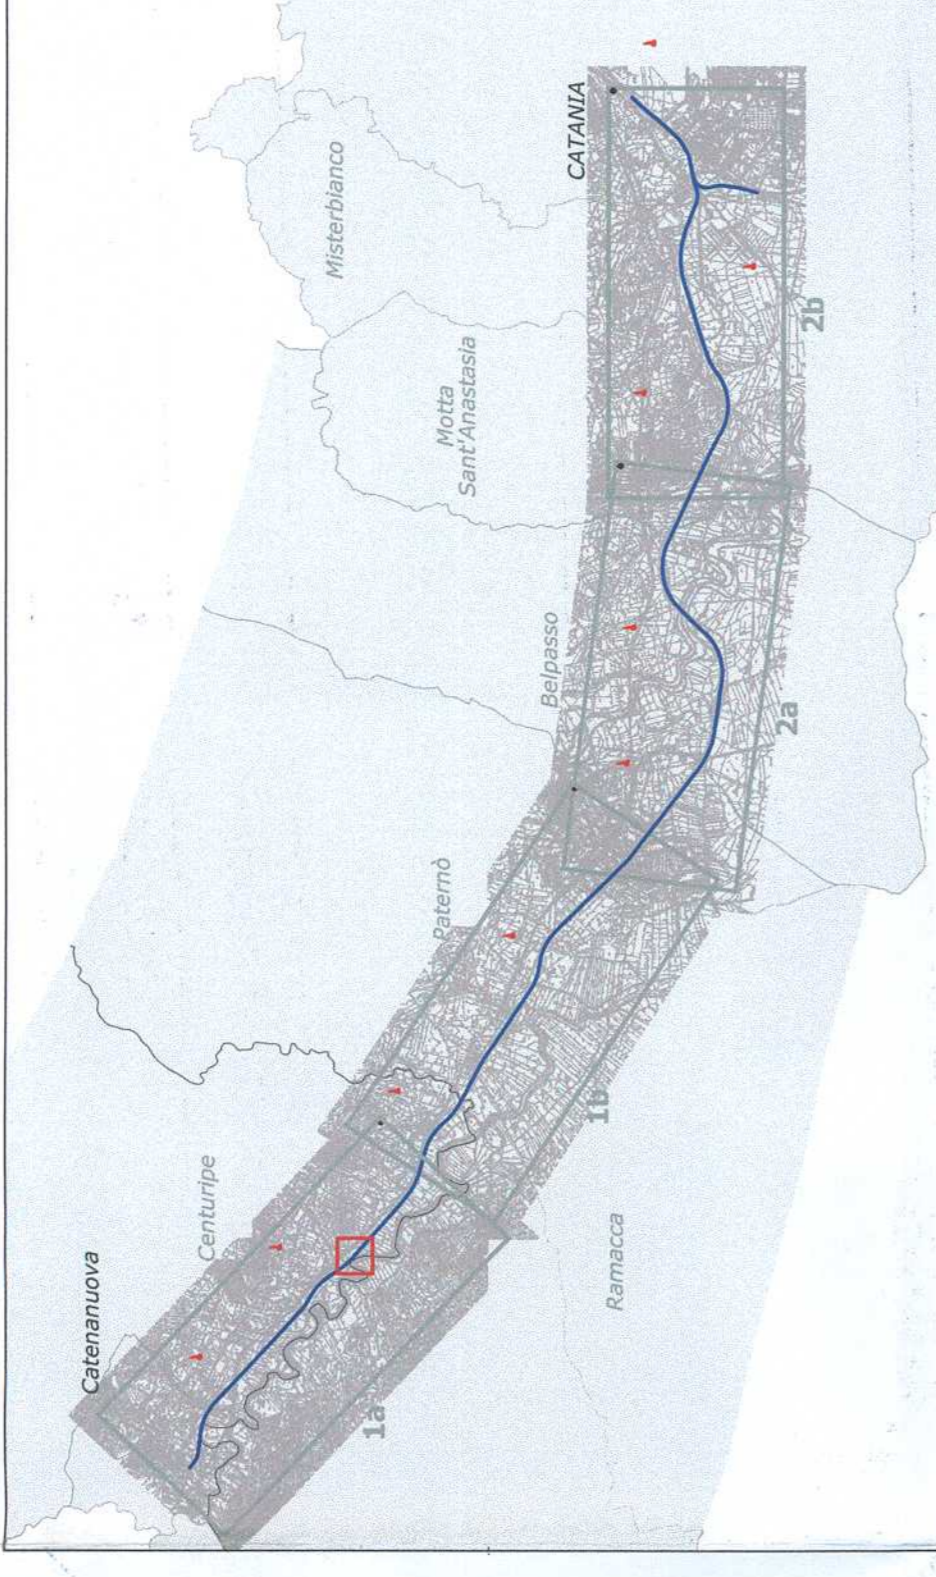 CATANIA
Misterbianco
Motta
Sant'Anastasia
2b
Belpasso
2a
Paternò
1b
Centuripe
Ramacca
Catenanuova
1a